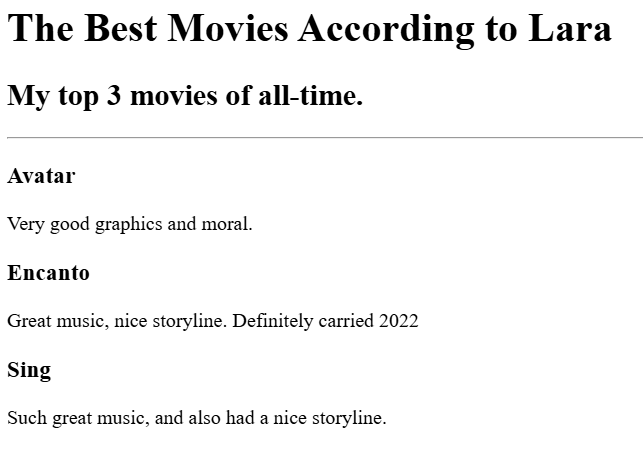 The Best Movies According to Lara
My top 3 movies of all-time.
Avatar
Very good graphics and moral.
Encanto
Great music, nice storyline. Definitely carried 2022
Sing
Such great music, and also had a nice storyline.